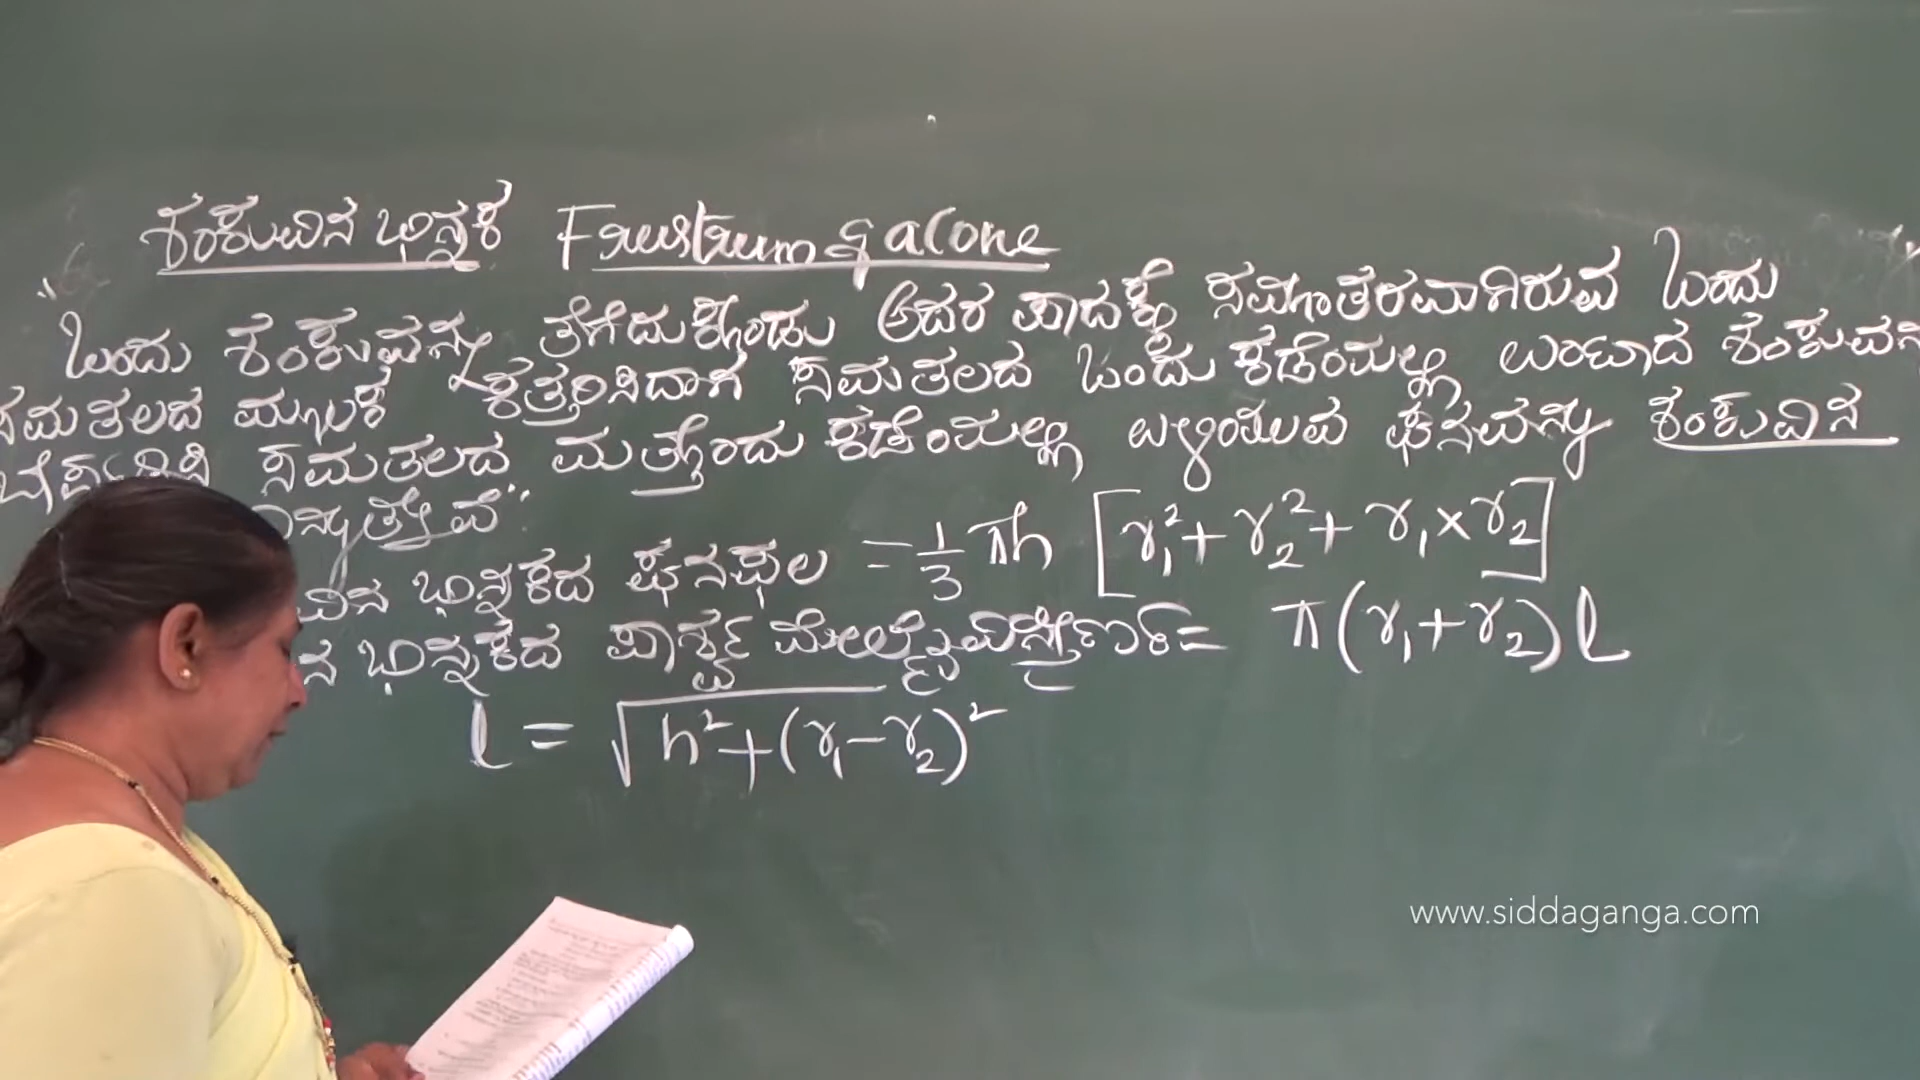 ಶಂಕುವಿನ ಭಿನ್ನಕ Frustrum of a Cone
"ಒಂದು ಶಂಕುವನ್ನು ತೆಗೆದುಕೊಂಡು ಅದರ ಪಾದಕ್ಕೆ ಸಮಾಂತರವಾಗಿರುವ ಒಂದು
ಸಮತಲದ ಮೂಲಕ ಕತ್ತರಿಸಿದಾಗ ಸಮತಲದ ಒಂದು ಕಡೆಯಲ್ಲಿ ಉಂಟಾದ ಶಂಕುವನ್ನು
ಬೇರ್ಪಡಿಸಿ ಸಮತಲದ ಮತ್ತೊಂದು ಕಡೆಯಲ್ಲಿ ಉಳಿಯುವ ಘನವನ್ನು ಶಂಕುವಿನ
ಎನ್ನುತ್ತೇವೆ".
ವಿನ ಭಿನ್ನಕದ ಘನಫಲ = 1/3 πh [r₁² + r₂² + r₁ × r₂]
ನ ಭಿನ್ನಕದ ಪಾರ್ಶ್ವ ಮೇಲ್ಮೈ ವಿಸ್ತೀರ್ಣ = π(r₁+r₂)l
l = √h²+(r₁−r₂)²
www.siddaganga.com